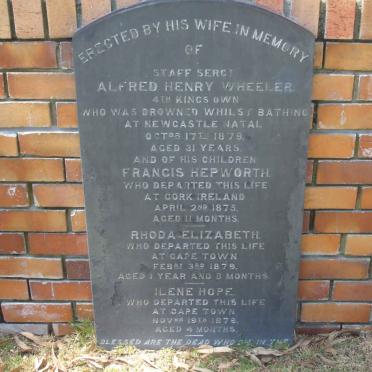 ERECTED BY HIS WIFE IN MEMORY
OF
STAFF SERGT
ALFRED HENRY WHEELER
4TH KINGS OWN
WHO WAS DROWNED WHILST BATHING
AT NEWCASTLE NATAL
OCTBR 17TH 1879.
AGED 31 YEARS.
AND OF HIS CHILDREN
FRANCIS HEPWORTH.
WHO DEPARTED THIS LIFE
AT CORK IRELAND
APRIL 2ND 1875.
AGED 11 MONTHS.
RHODA ELIZABETH.
WHO DEPARTED THIS LIFE
AT CAPE TOWN
FEBRY 3RD 1879.
AGED 1 YEAR AND 8 MONTHS.
ILENE HOPE.
WHO DEPARTED THIS LIFE
AT CAPE TOWN
NOVBR 19TH 1879.
AGED 4 MONTHS.
BLESSED ARE THE DEAD WHO DIE IN THE